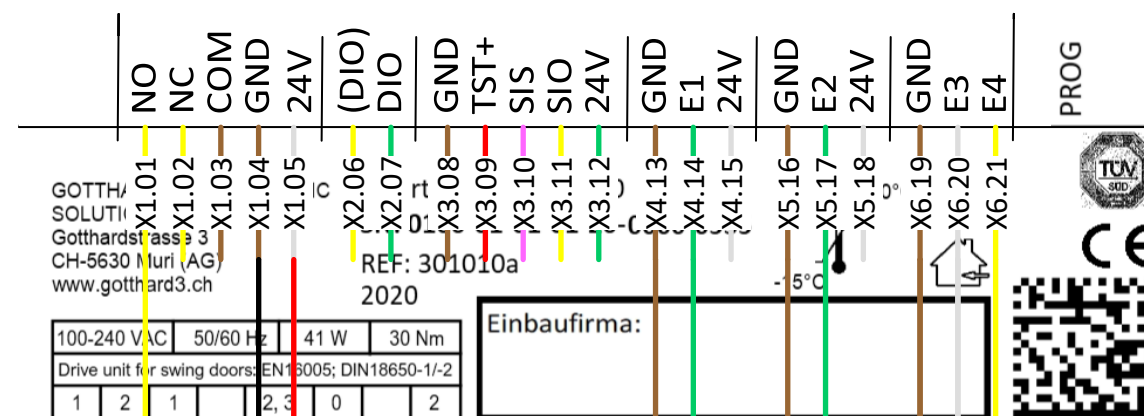 NO NC COM GND 24V (DIO) DIO GND TST+ SIS SIO 24V GND E1 24V GND E2 24V GND E3 E4 PROG
X1.01 X1.02 X1.03 X1.04 X1.05 X2.06 X2.07 X3.08 X3.09 X3.10 X3.11 X3.12 X4.13 X4.14 X4.15 X5.16 X5.17 X5.18 X6.19 X6.20 X6.21
TÜV
SÜD
Gotthardstrasse 3
CH-5630 Muri (AG)
www.gotthard3.ch
REF: 301010a
2020
-15°C
CE
Einbaufirma:
100-240 VAC 50/60 Hz 41 W 30 Nm
Drive unit for swing doors: EN16005; DIN18650-1/-2
1 2 1 2, 3 0 2